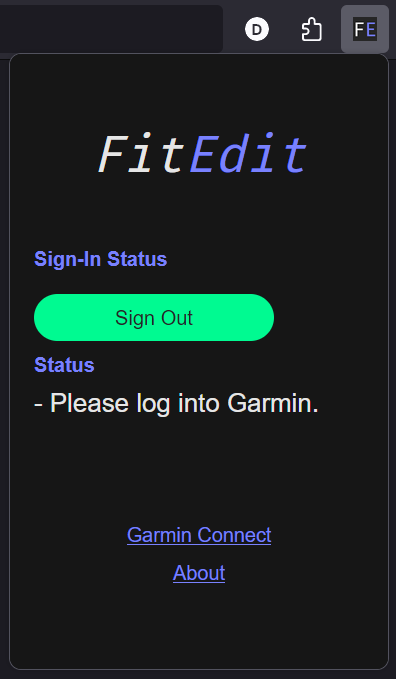 D
FE
FitEdit
Sign-In Status
Sign Out
Status
- Please log into Garmin.
Garmin Connect
About